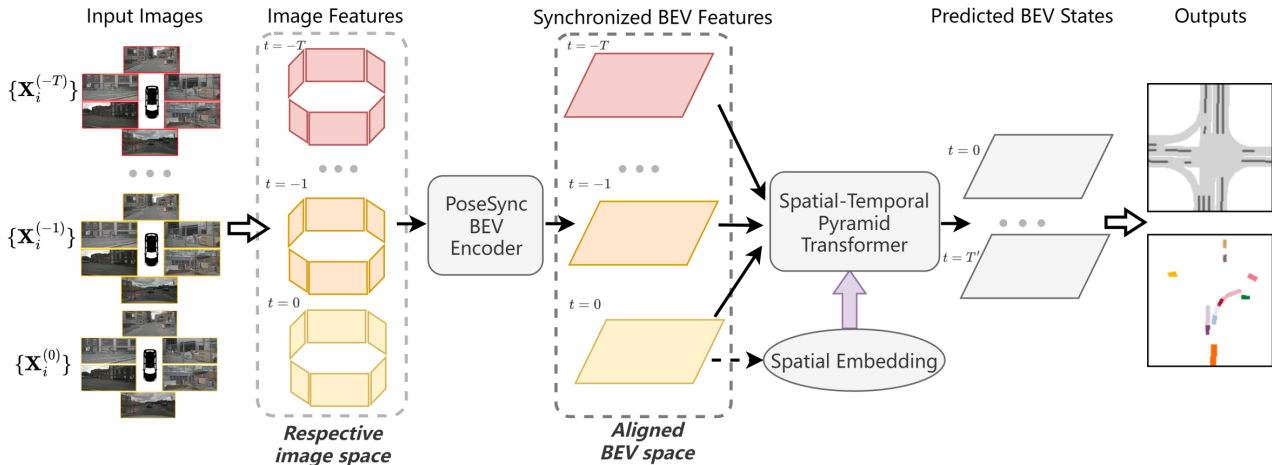 Input Images
Image Features
Synchronized BEV Features
Predicted BEV States
Outputs
{X_i^{(-T)}}
t = −T
t = −T
{X_i^{(-1)}}
t = −1
PoseSync
BEV
Encoder
t = −1
Spatial-Temporal
Pyramid
Transformer
t = 0
t = T′
{X_i^{(0)}}
t = 0
t = 0
Spatial Embedding
Respective
image space
Aligned
BEV space